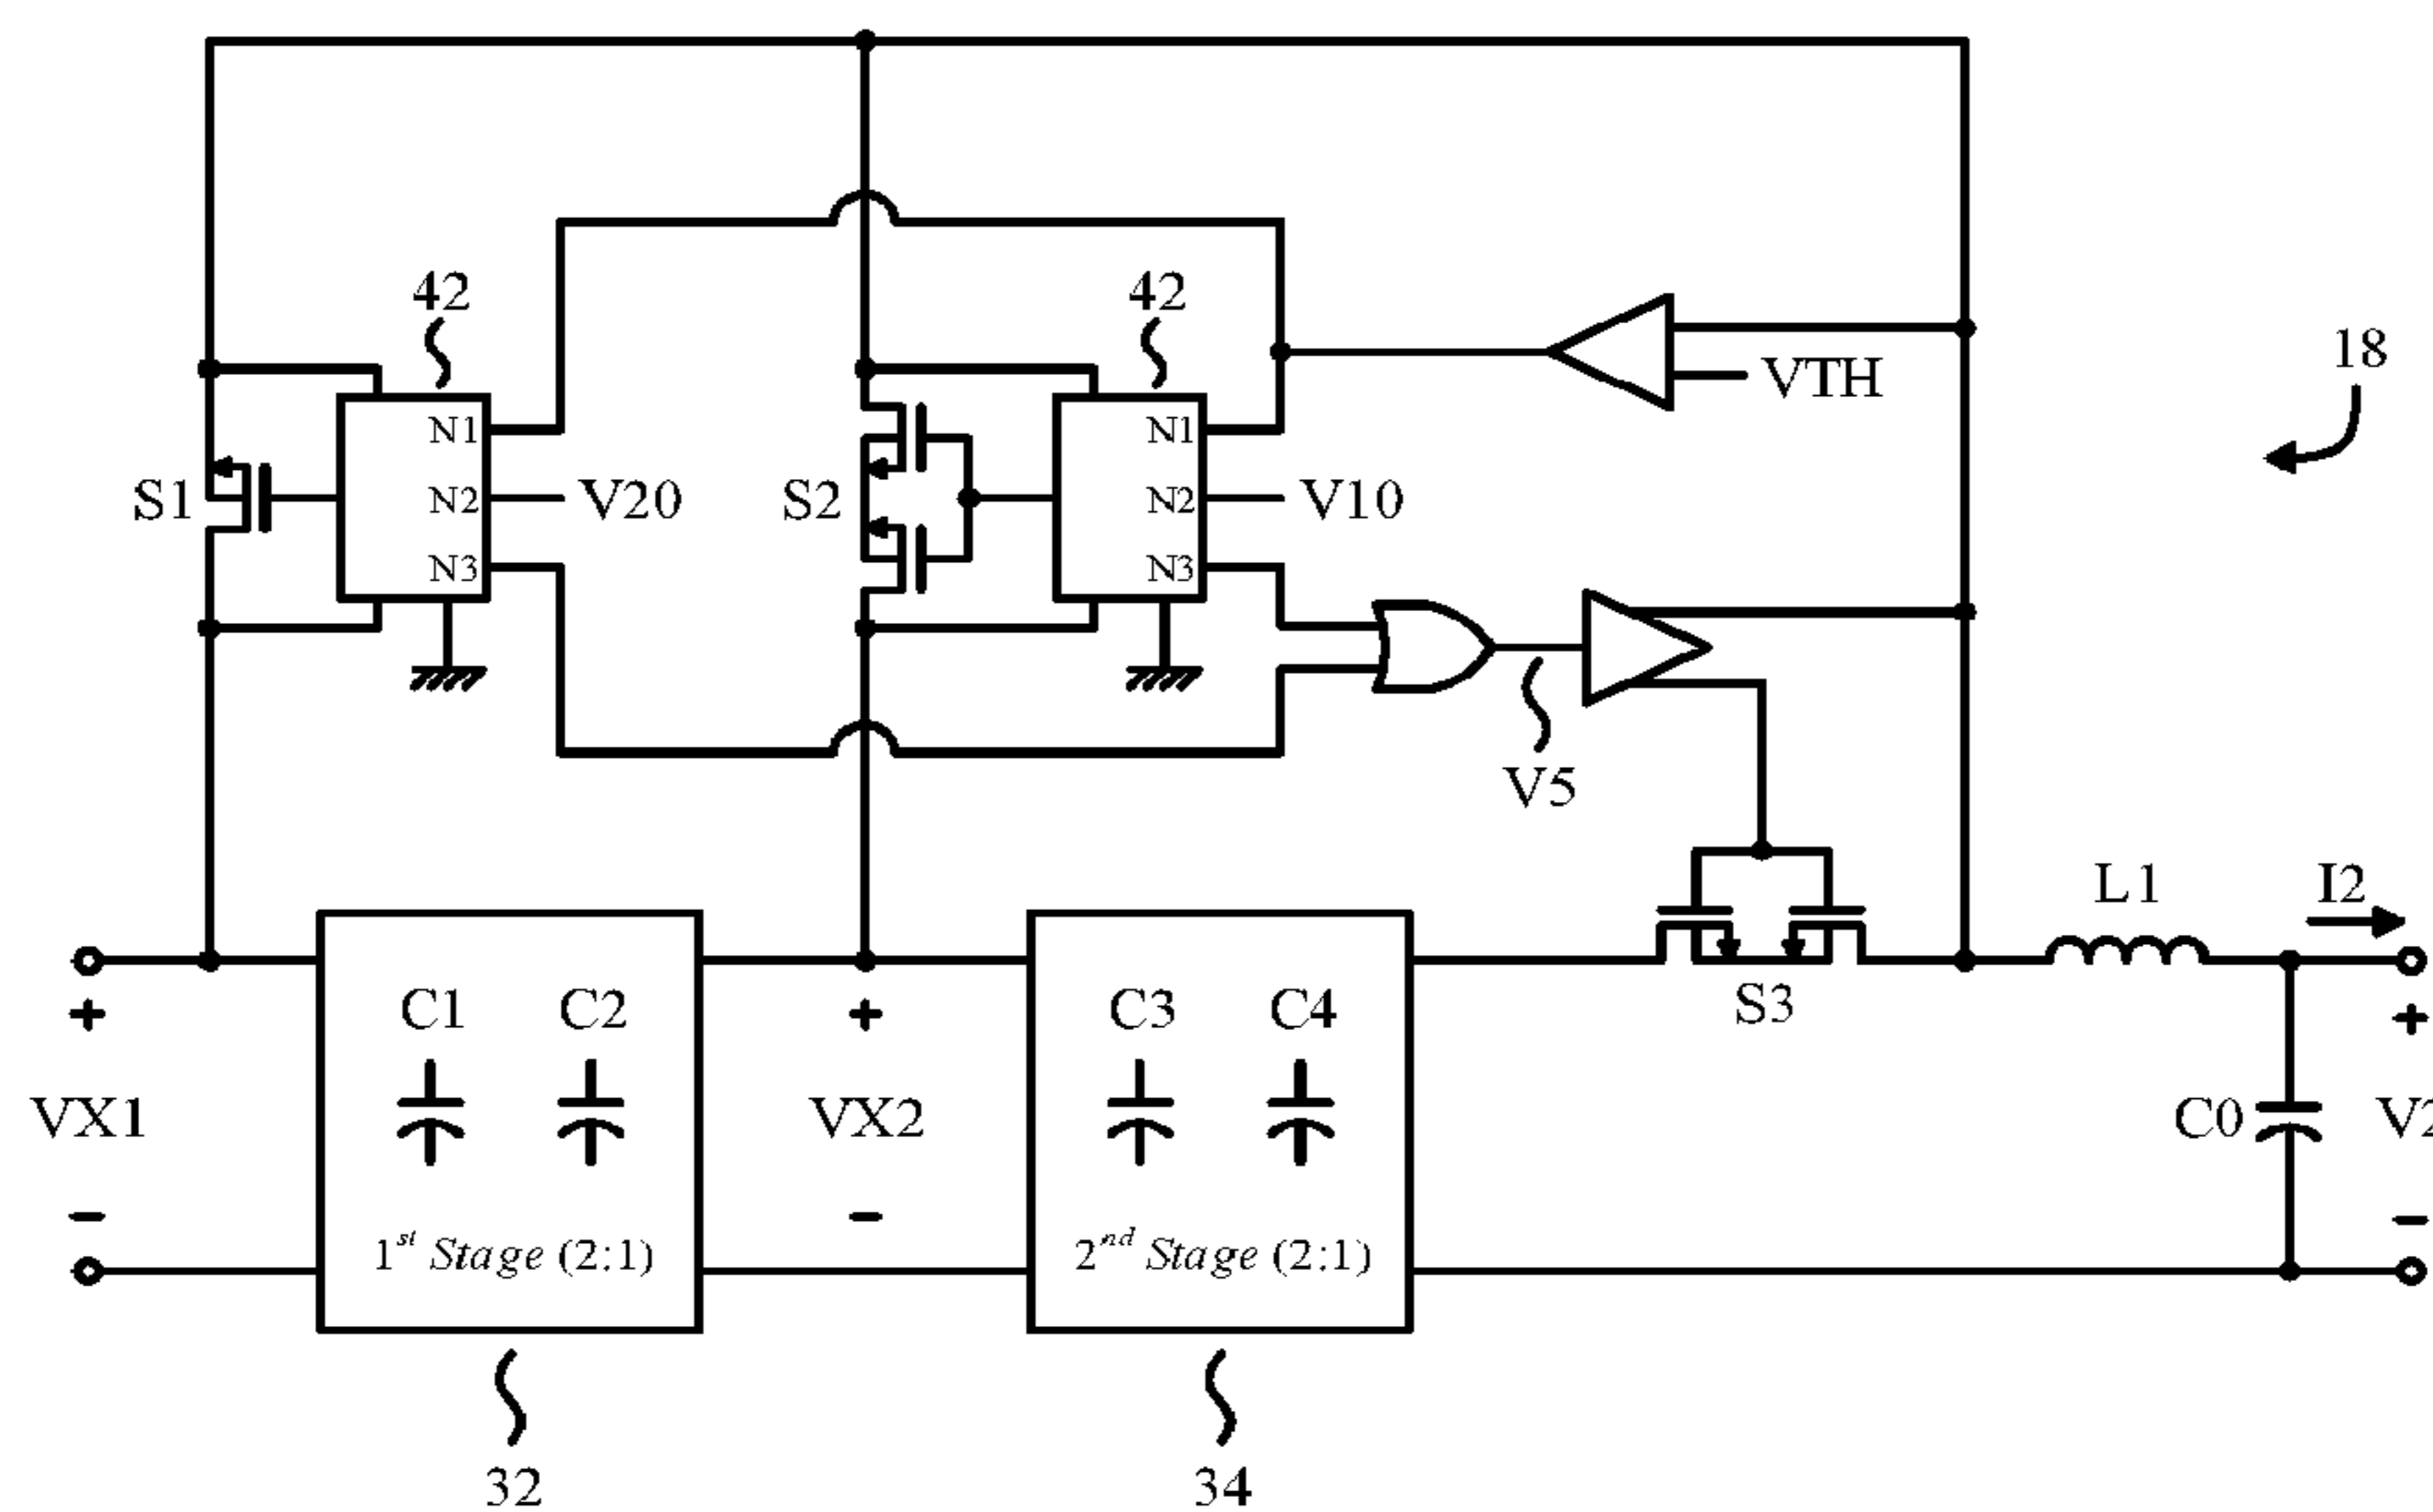 42
42
18
VTH
N1
N1
S1
N2
V20
S2
N2
V10
N3
N3
V5
L1
I2
S3
+
C1
C2
+
C3
C4
+
VX1
VX2
C0
V2
−
−
−
1st Stage (2:1)
2nd Stage (2:1)
32
34